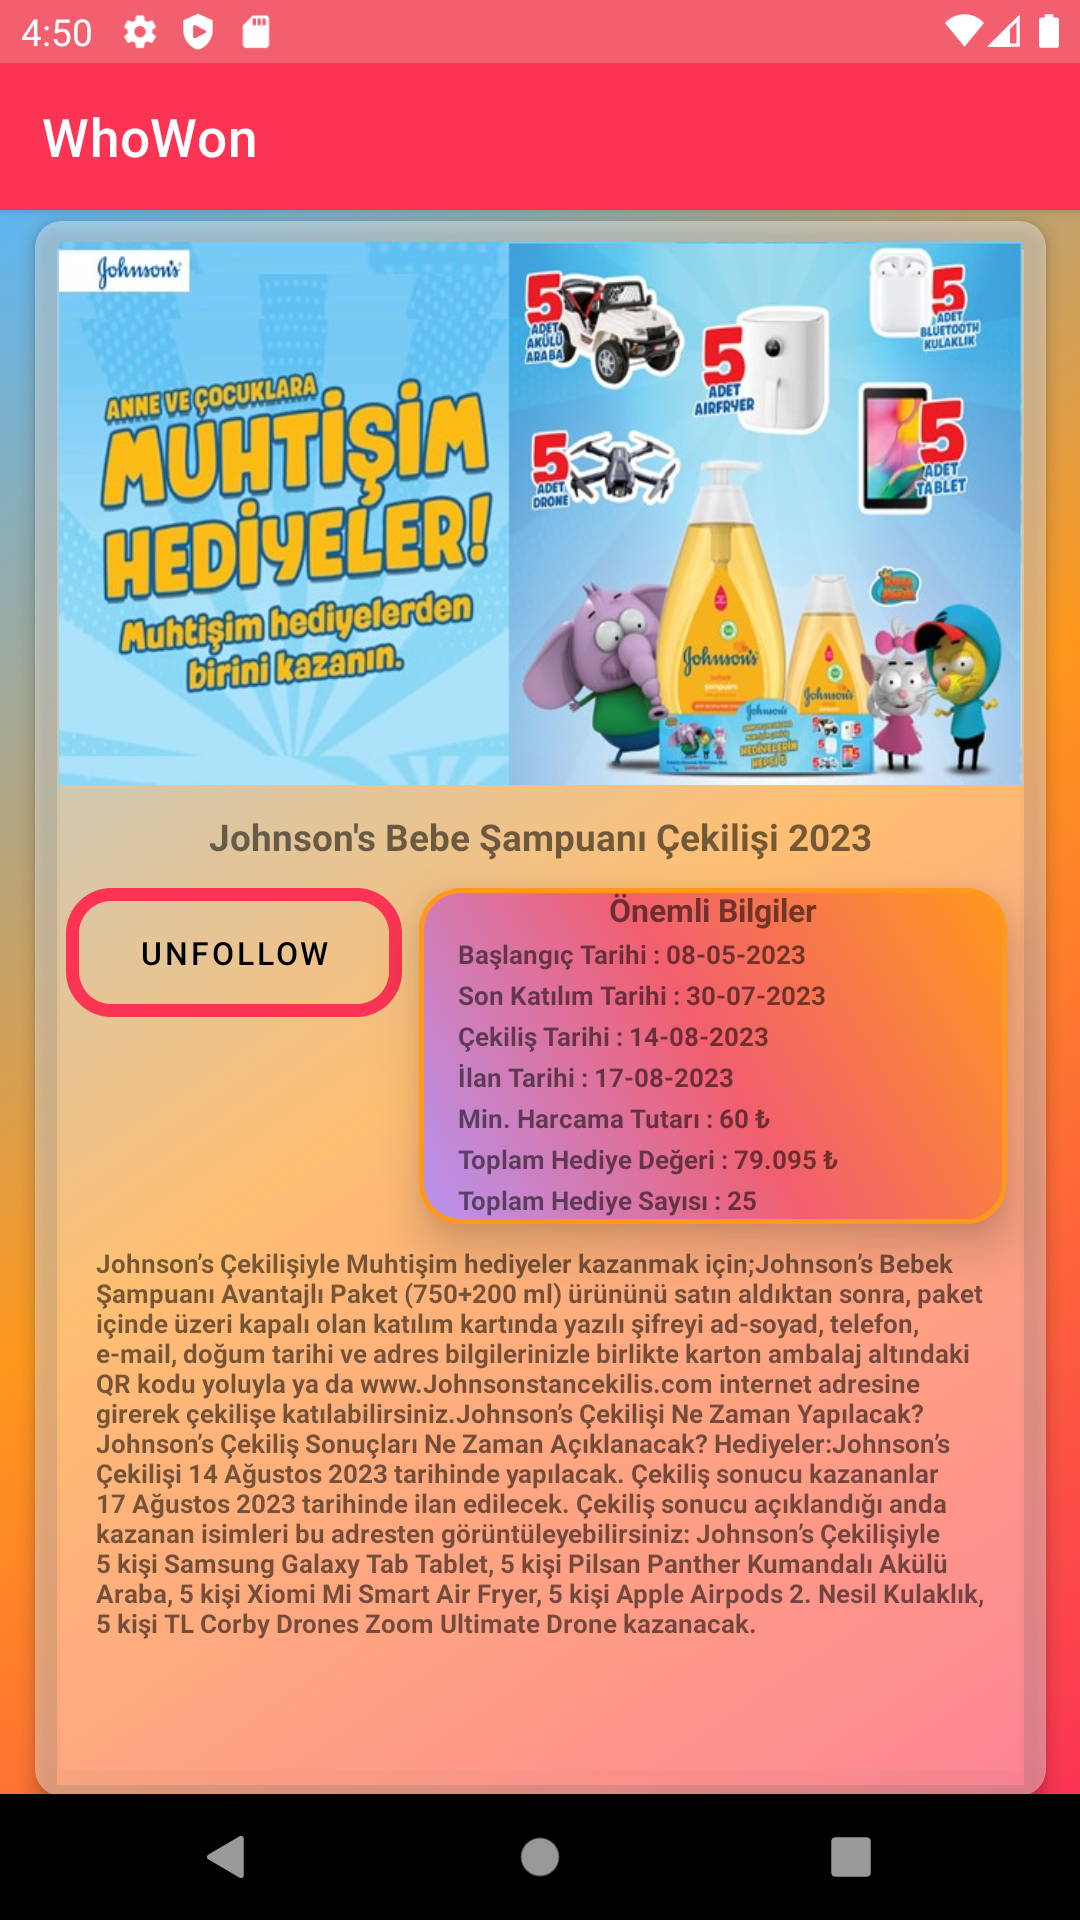 4:50
WhoWon
Johnson's
ANNE VE ÇOCUKLARA
MUHTİŞİM
HEDİYELER!
Muhtişim hediyelerden
birini kazanın.
5
ADET
AKÜLÜ
ARABA
5
ADET
AIRFRYER
5
ADET
BLUETOOTH
KULAKLIK
5
ADET
DRONE
5
ADET
TABLET
Johnson's
şampuanı
Johnson's
Johnson's
HEDİYELERİN
HEPSİ 5
Johnson's Bebe Şampuanı Çekilişi 2023
UNFOLLOW
Önemli Bilgiler
Başlangıç Tarihi : 08-05-2023
Son Katılım Tarihi : 30-07-2023
Çekiliş Tarihi : 14-08-2023
İlan Tarihi : 17-08-2023
Min. Harcama Tutarı : 60 ₺
Toplam Hediye Değeri : 79.095 ₺
Toplam Hediye Sayısı : 25
Johnson’s Çekilişiyle Muhtişim hediyeler kazanmak için;Johnson’s Bebek
Şampuanı Avantajlı Paket (750+200 ml) ürününü satın aldıktan sonra, paket
içinde üzeri kapalı olan katılım kartında yazılı şifreyi ad-soyad, telefon,
e-mail, doğum tarihi ve adres bilgilerinizle birlikte karton ambalaj altındaki
QR kodu yoluyla ya da www.Johnsonstancekilis.com internet adresine
girerek çekilişe katılabilirsiniz.Johnson’s Çekilişi Ne Zaman Yapılacak?
Johnson’s Çekiliş Sonuçları Ne Zaman Açıklanacak? Hediyeler:Johnson’s
Çekilişi 14 Ağustos 2023 tarihinde yapılacak. Çekiliş sonucu kazananlar
17 Ağustos 2023 tarihinde ilan edilecek. Çekiliş sonucu açıklandığı anda
kazanan isimleri bu adresten görüntüleyebilirsiniz: Johnson’s Çekilişiyle
5 kişi Samsung Galaxy Tab Tablet, 5 kişi Pilsan Panther Kumandalı Akülü
Araba, 5 kişi Xiomi Mi Smart Air Fryer, 5 kişi Apple Airpods 2. Nesil Kulaklık,
5 kişi TL Corby Drones Zoom Ultimate Drone kazanacak.